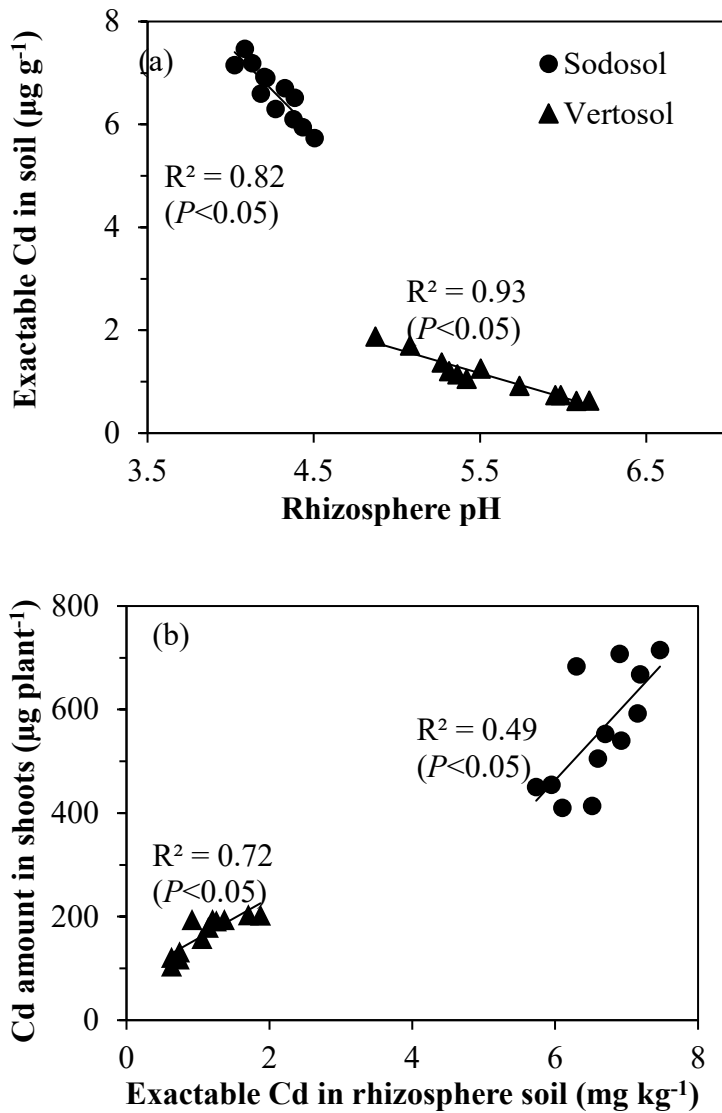 8
(a)
Sodosol
Vertosol
6
R² = 0.82
(P<0.05)
4
R² = 0.93
(P<0.05)
2
0
3.5 4.5 5.5 6.5
Exactable Cd in soil (µg g⁻¹)
Rhizosphere pH
800
(b)
600
R² = 0.49
(P<0.05)
400
R² = 0.72
(P<0.05)
200
0
0 2 4 6 8
Cd amount in shoots (µg plant⁻¹)
Exactable Cd in rhizosphere soil (mg kg⁻¹)